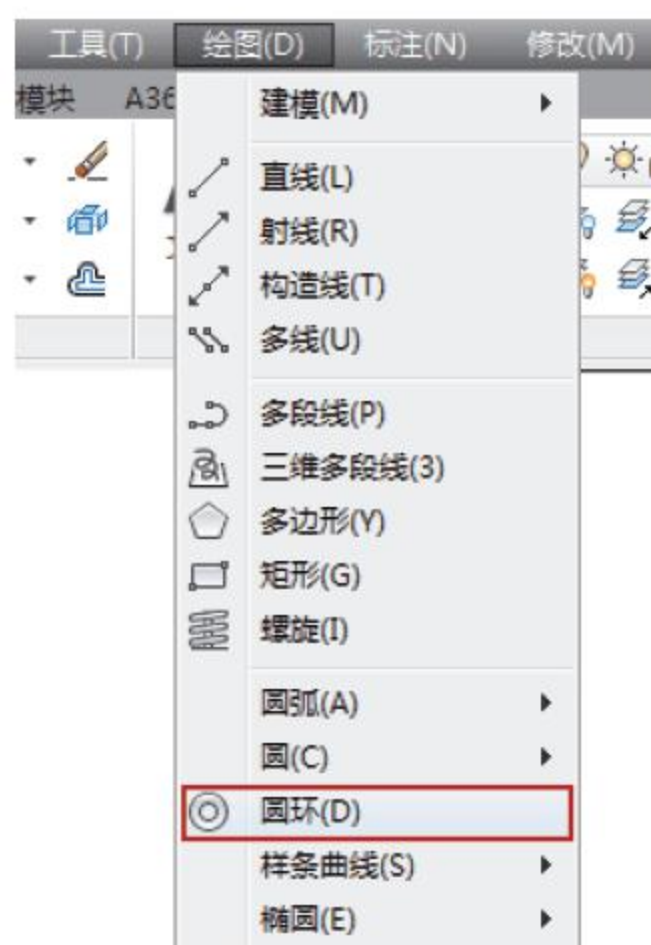 工具(T) 绘图(D) 标注(N) 修改(M)
模块 A36
建模(M)
直线(L)
射线(R)
构造线(T)
多线(U)
多段线(P)
三维多段线(3)
多边形(Y)
矩形(G)
螺旋(I)
圆弧(A)
圆(C)
圆环(D)
样条曲线(S)
椭圆(E)